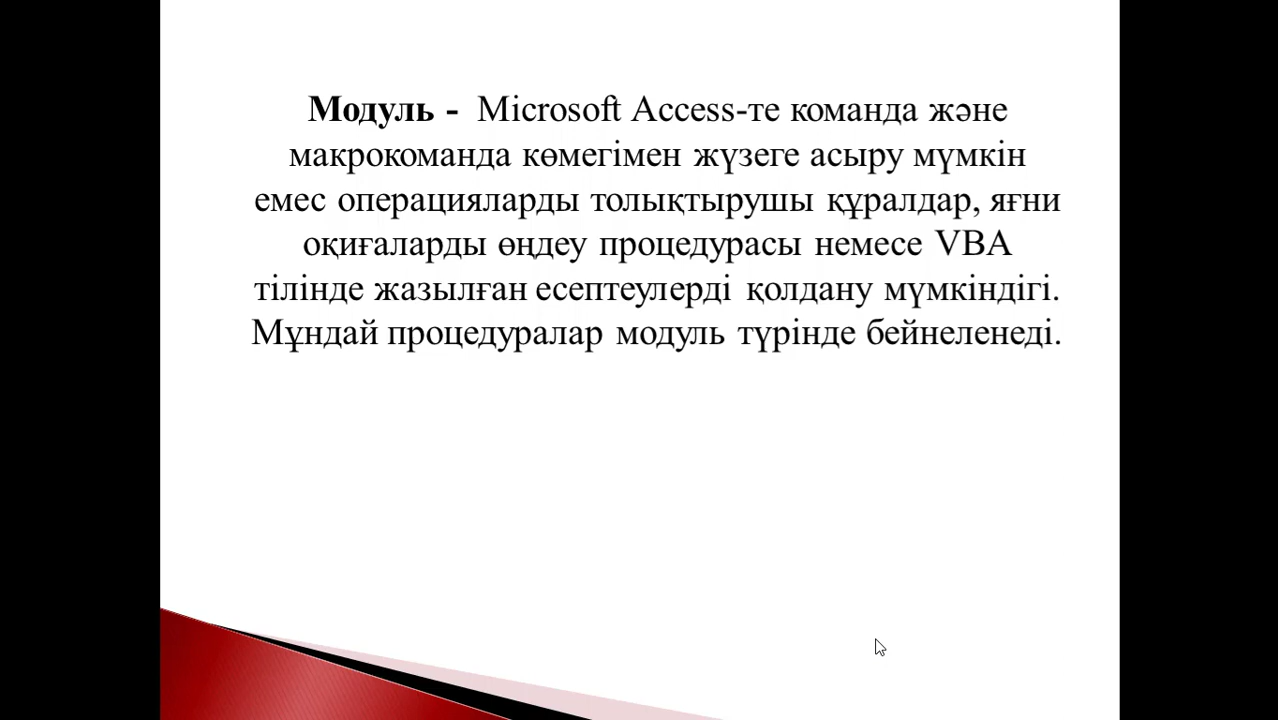 Модуль - Microsoft Access-те команда және
макрокоманда көмегімен жүзеге асыру мүмкін
емес операцияларды толықтырушы құралдар, яғни
оқиғаларды өңдеу процедурасы немесе VBA
тілінде жазылған есептеулерді қолдану мүмкіндігі.
Мұндай процедуралар модуль түрінде бейнеленеді.